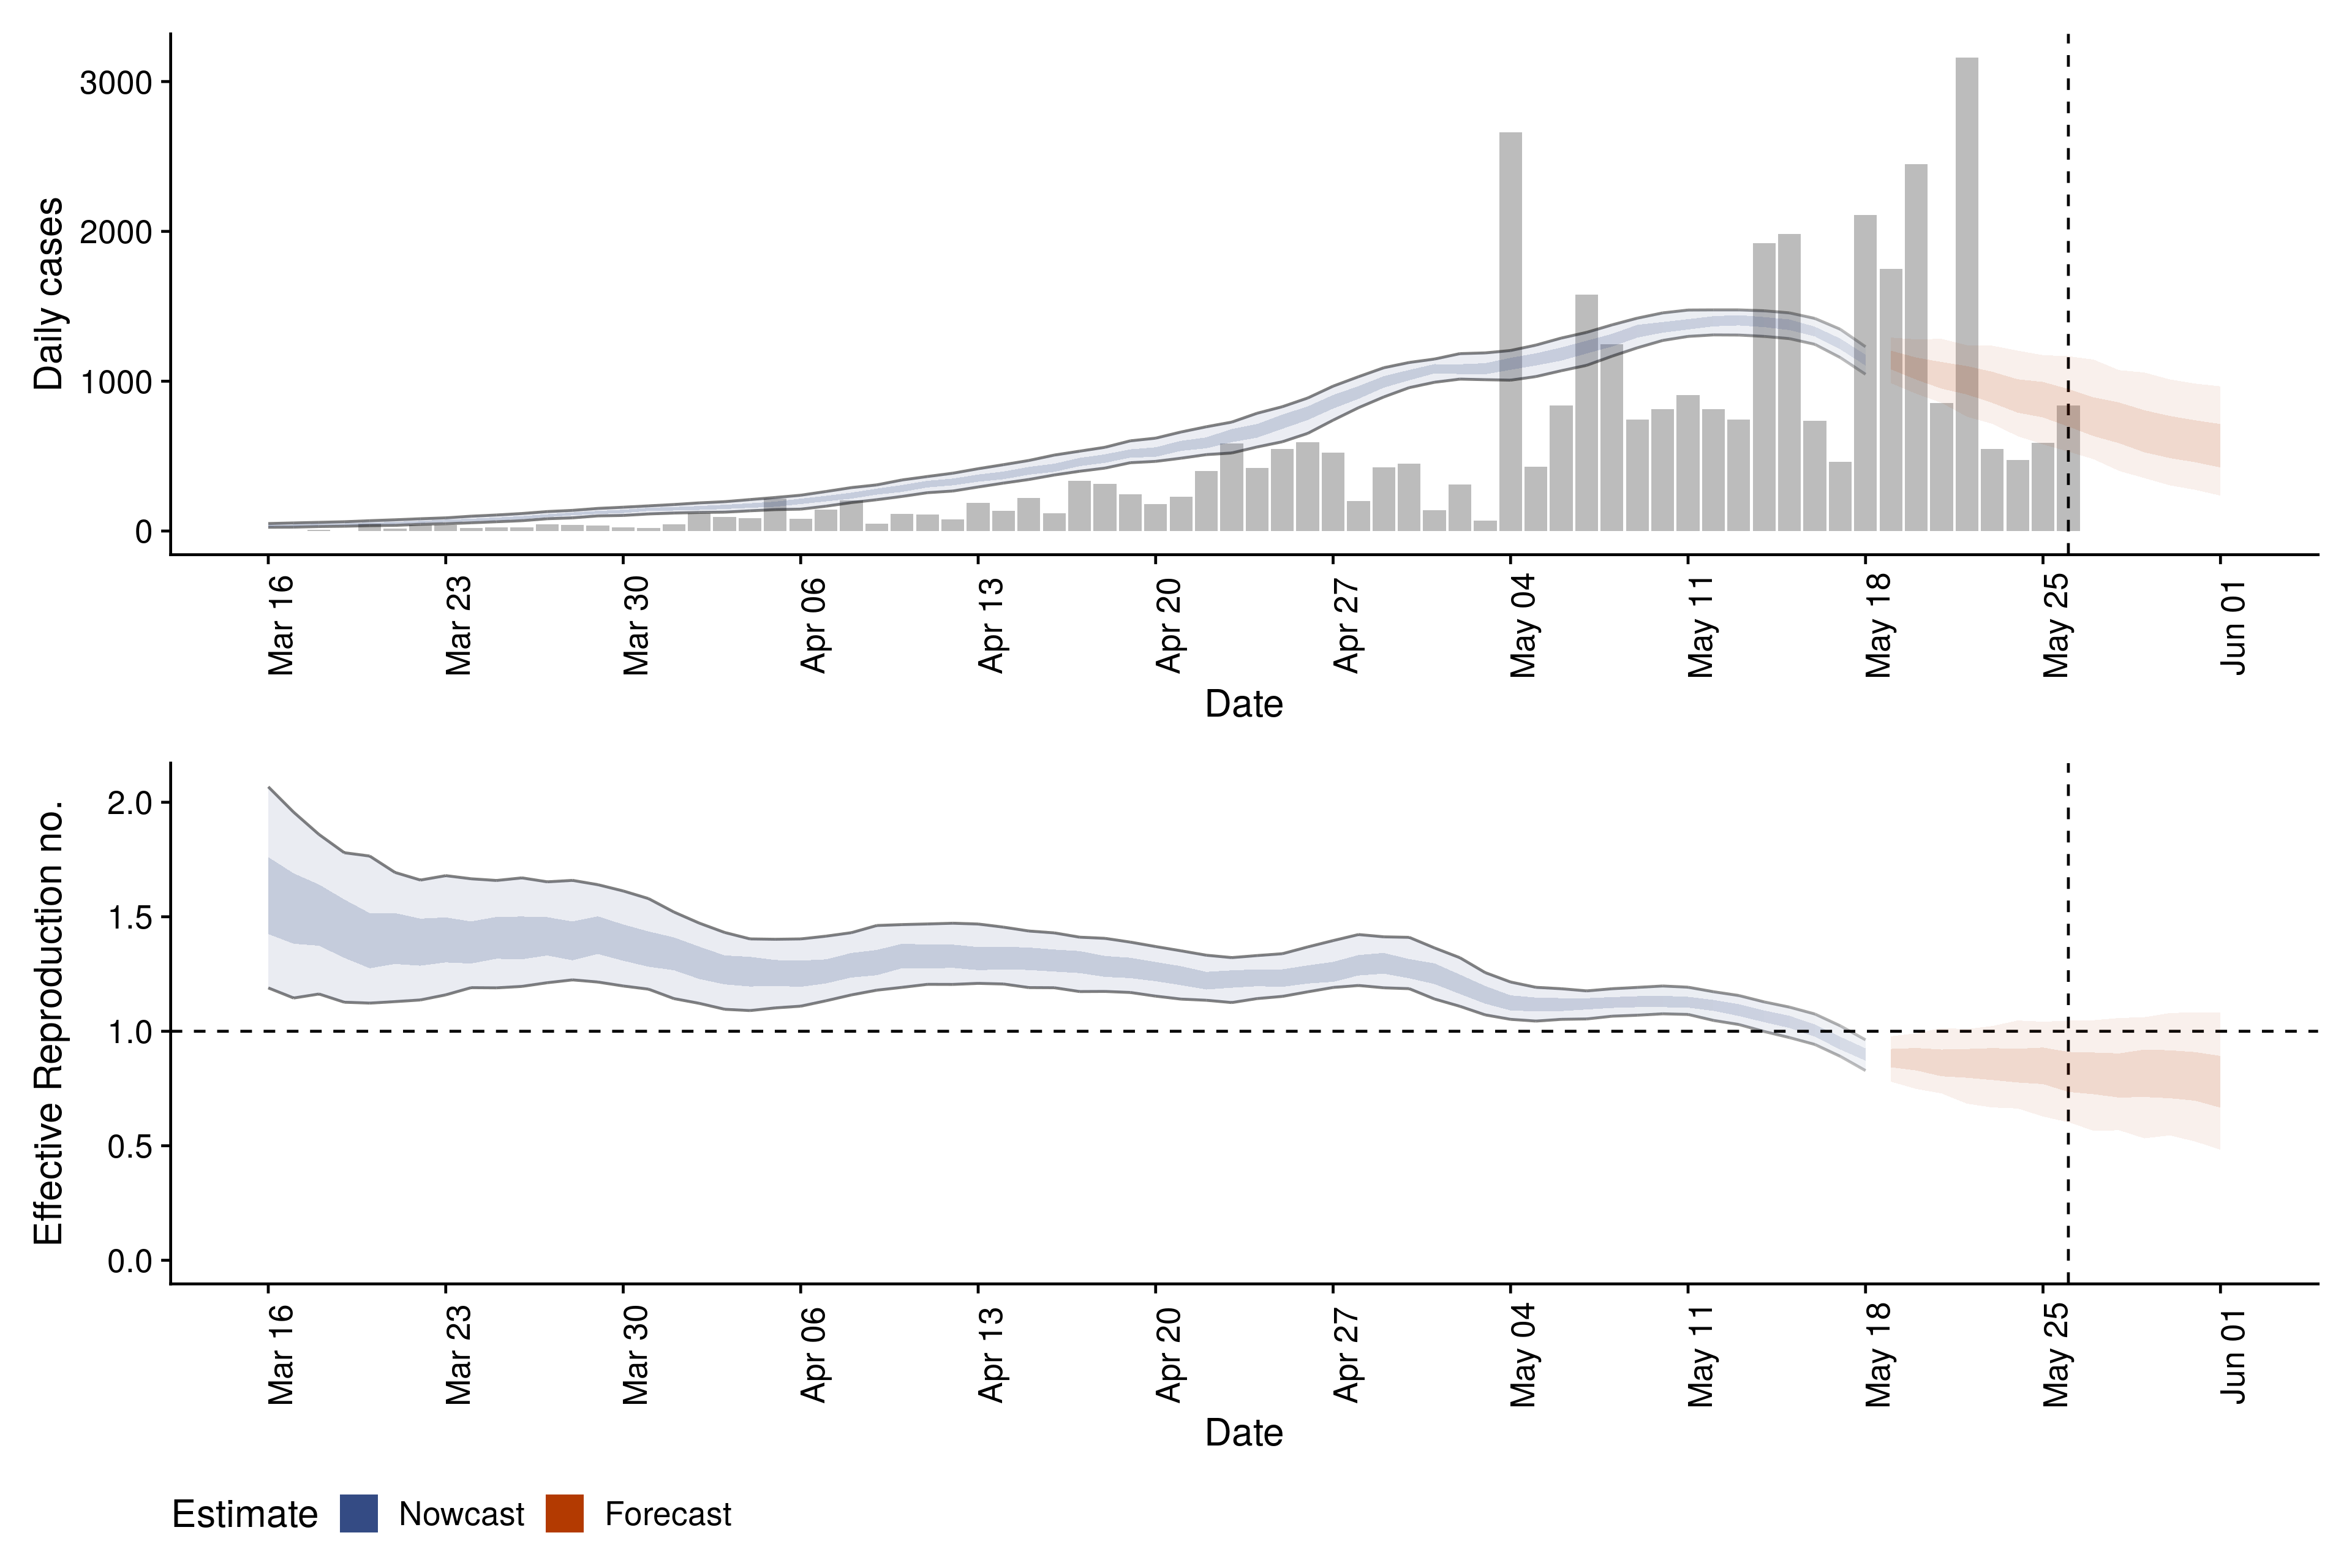 Daily cases
3000
2000
1000
0
Mar 16
Mar 23
Mar 30
Apr 06
Apr 13
Apr 20
Apr 27
May 04
May 11
May 18
May 25
Jun 01
Date
Effective Reproduction no.
2.0
1.5
1.0
0.5
0.0
Mar 16
Mar 23
Mar 30
Apr 06
Apr 13
Apr 20
Apr 27
May 04
May 11
May 18
May 25
Jun 01
Date
Estimate Nowcast Forecast